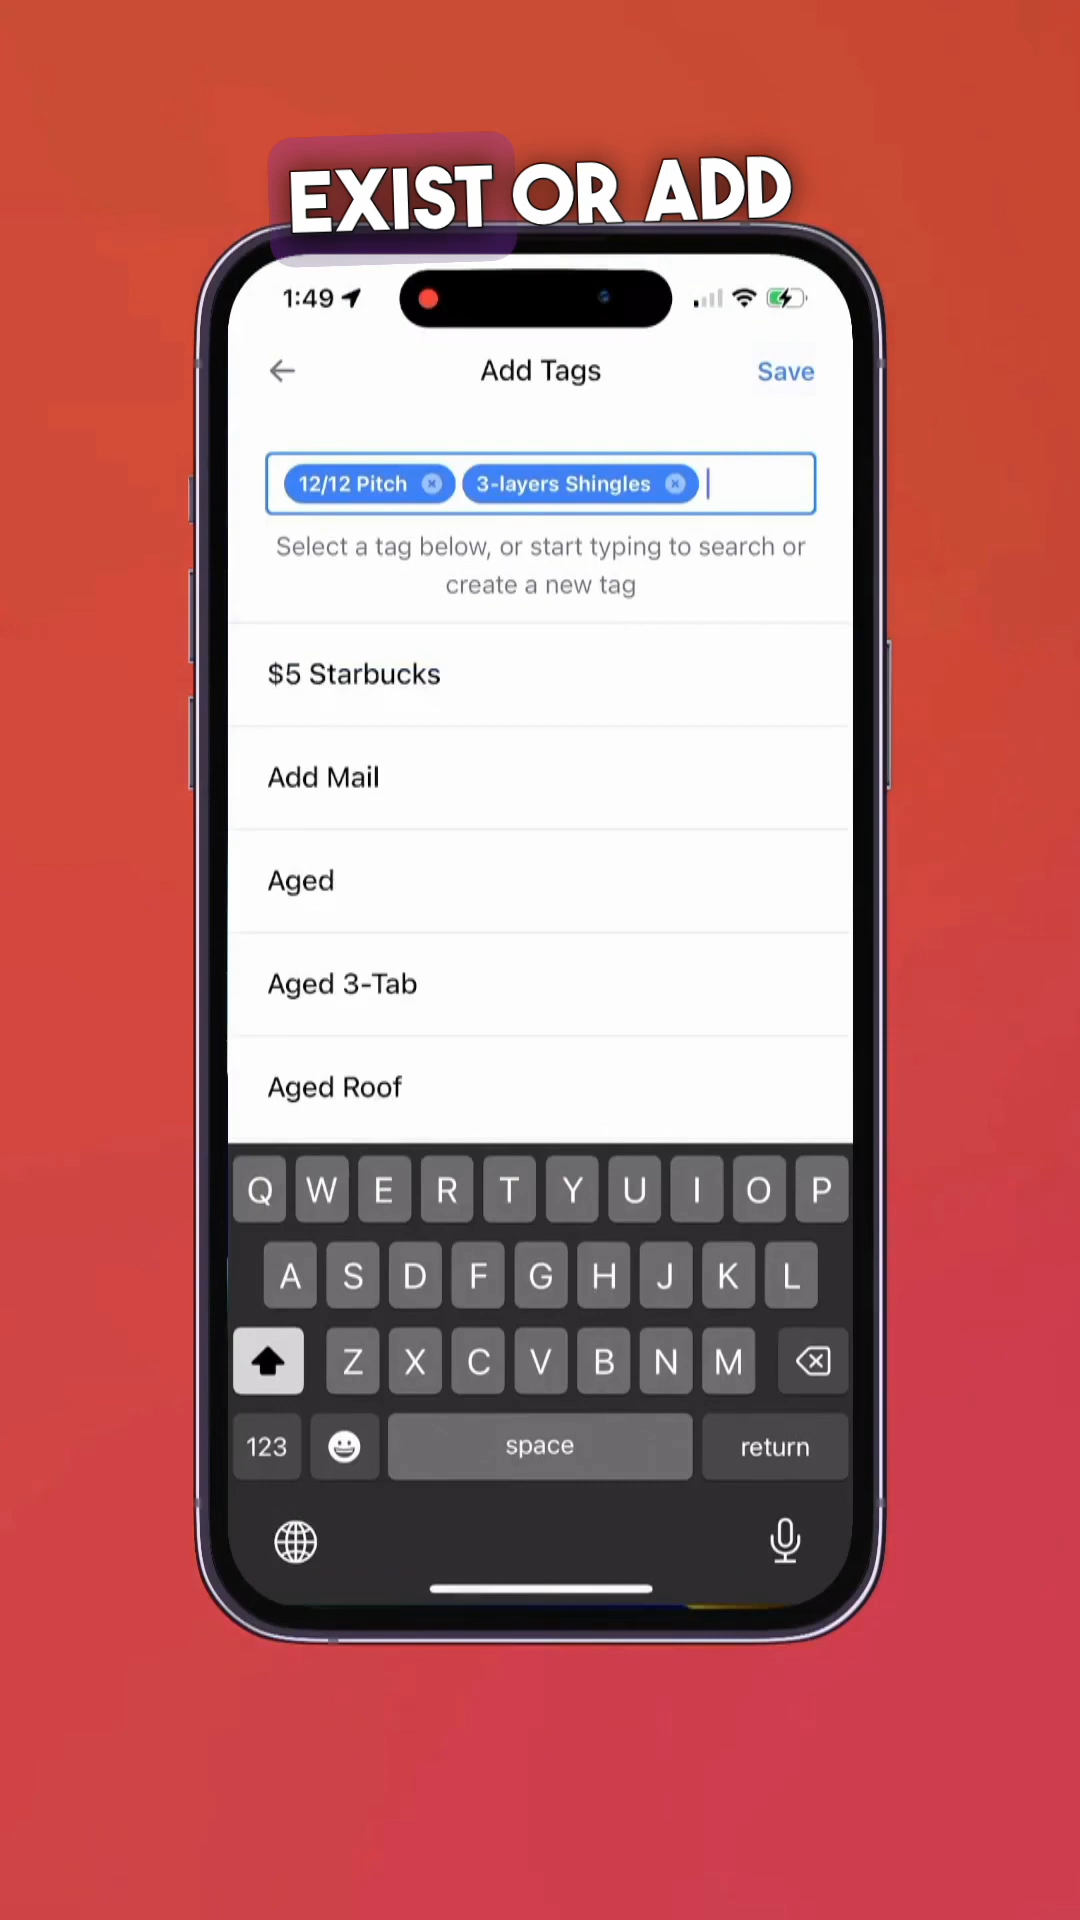 EXIST OR ADD
1:49
Add Tags
Save
12/12 Pitch
3-layers Shingles
Select a tag below, or start typing to search or
create a new tag
$5 Starbucks
Add Mail
Aged
Aged 3-Tab
Aged Roof
Q W E R T Y U I O P
A S D F G H J K L
Z X C V B N M
123 space return